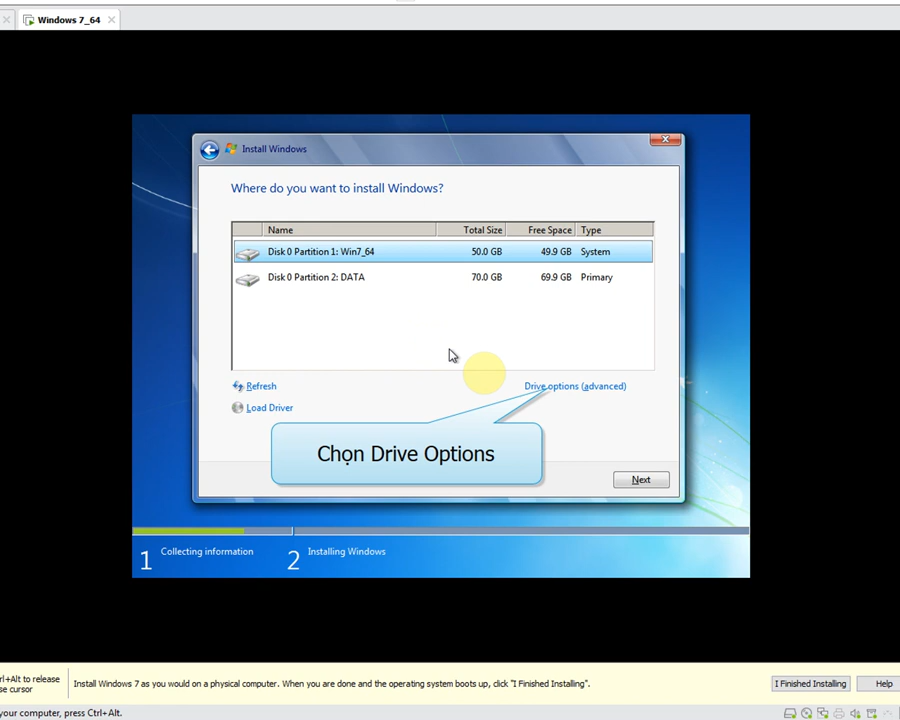 Windows 7_64
Install Windows
Where do you want to install Windows?
Name Total Size Free Space Type
Disk 0 Partition 1: Win7_64 50.0 GB 49.9 GB System
Disk 0 Partition 2: DATA 70.0 GB 69.9 GB Primary
Refresh
Drive options (advanced)
Load Driver
Chọn Drive Options
Next
1 Collecting information
2 Installing Windows
rl+Alt to release
se cursor
Install Windows 7 as you would on a physical computer. When you are done and the operating system boots up, click "I Finished Installing".
I Finished Installing
Help
your computer, press Ctrl+Alt.